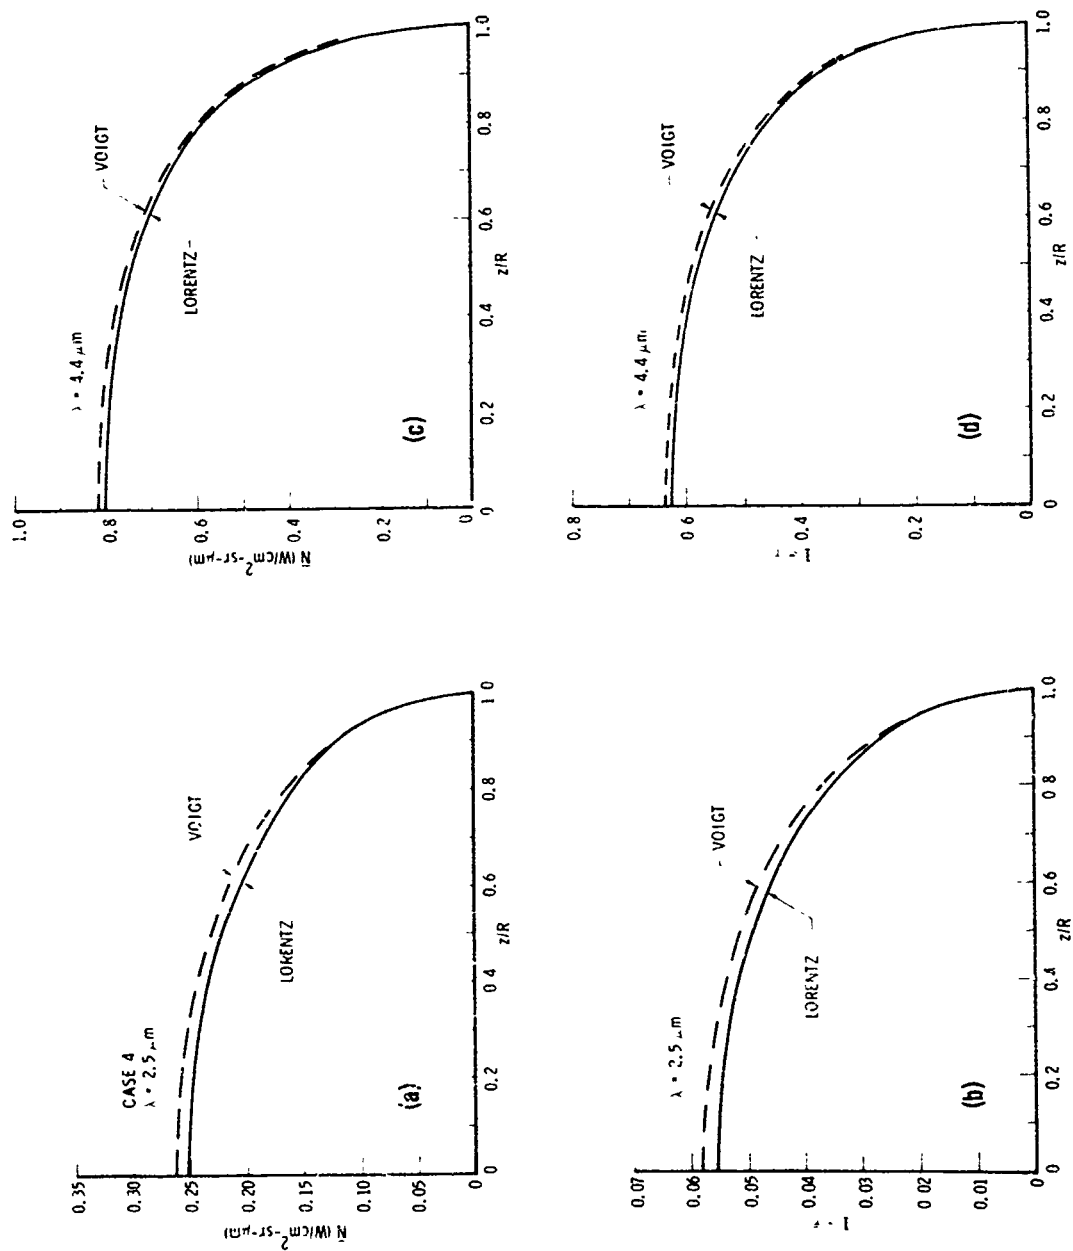 CASE 4
λ = 2.5 μm
VOIGT
LORENTZ
(a)
0.35
0.30
0.25
0.20
0.15
0.10
0.05
0
N̄ (W/cm²-sr-μm)
0
0.2
0.4
0.6
0.8
1.0
z/R
1.0
0.8
0.6
0.4
0.2
0
N̄ (W/cm²-sr-μm)
λ = 4.4 μm
VOIGT
LORENTZ
(c)
0
0.2
0.4
0.6
0.8
1.0
z/R
0.07
0.06
0.05
0.04
0.03
0.02
0.01
0
λ = 2.5 μm
VOIGT
LORENTZ
(b)
0
0.2
0.4
0.6
0.8
1.0
z/R
0.8
0.6
0.4
0.2
0
λ = 4.4 μm
VOIGT
LORENTZ
(d)
0
0.2
0.4
0.6
0.8
1.0
z/R